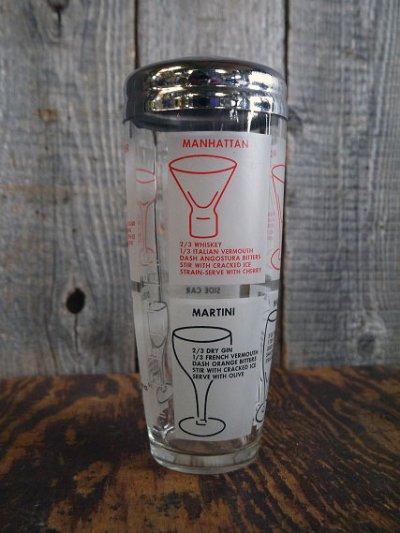 MANHATTAN
2/3 WHISKEY
1/3 ITALIAN VERMOUTH
DASH ANGOSTURA BITTERS
STIR WITH CRACKED ICE
STRAIN-SERVE WITH CHERRY
SIDE CAR
MARTINI
2/3 DRY GIN
1/3 FRENCH VERMOUTH
DASH ORANGE BITTERS
STIR WITH CRACKED ICE
SERVE WITH OLIVE